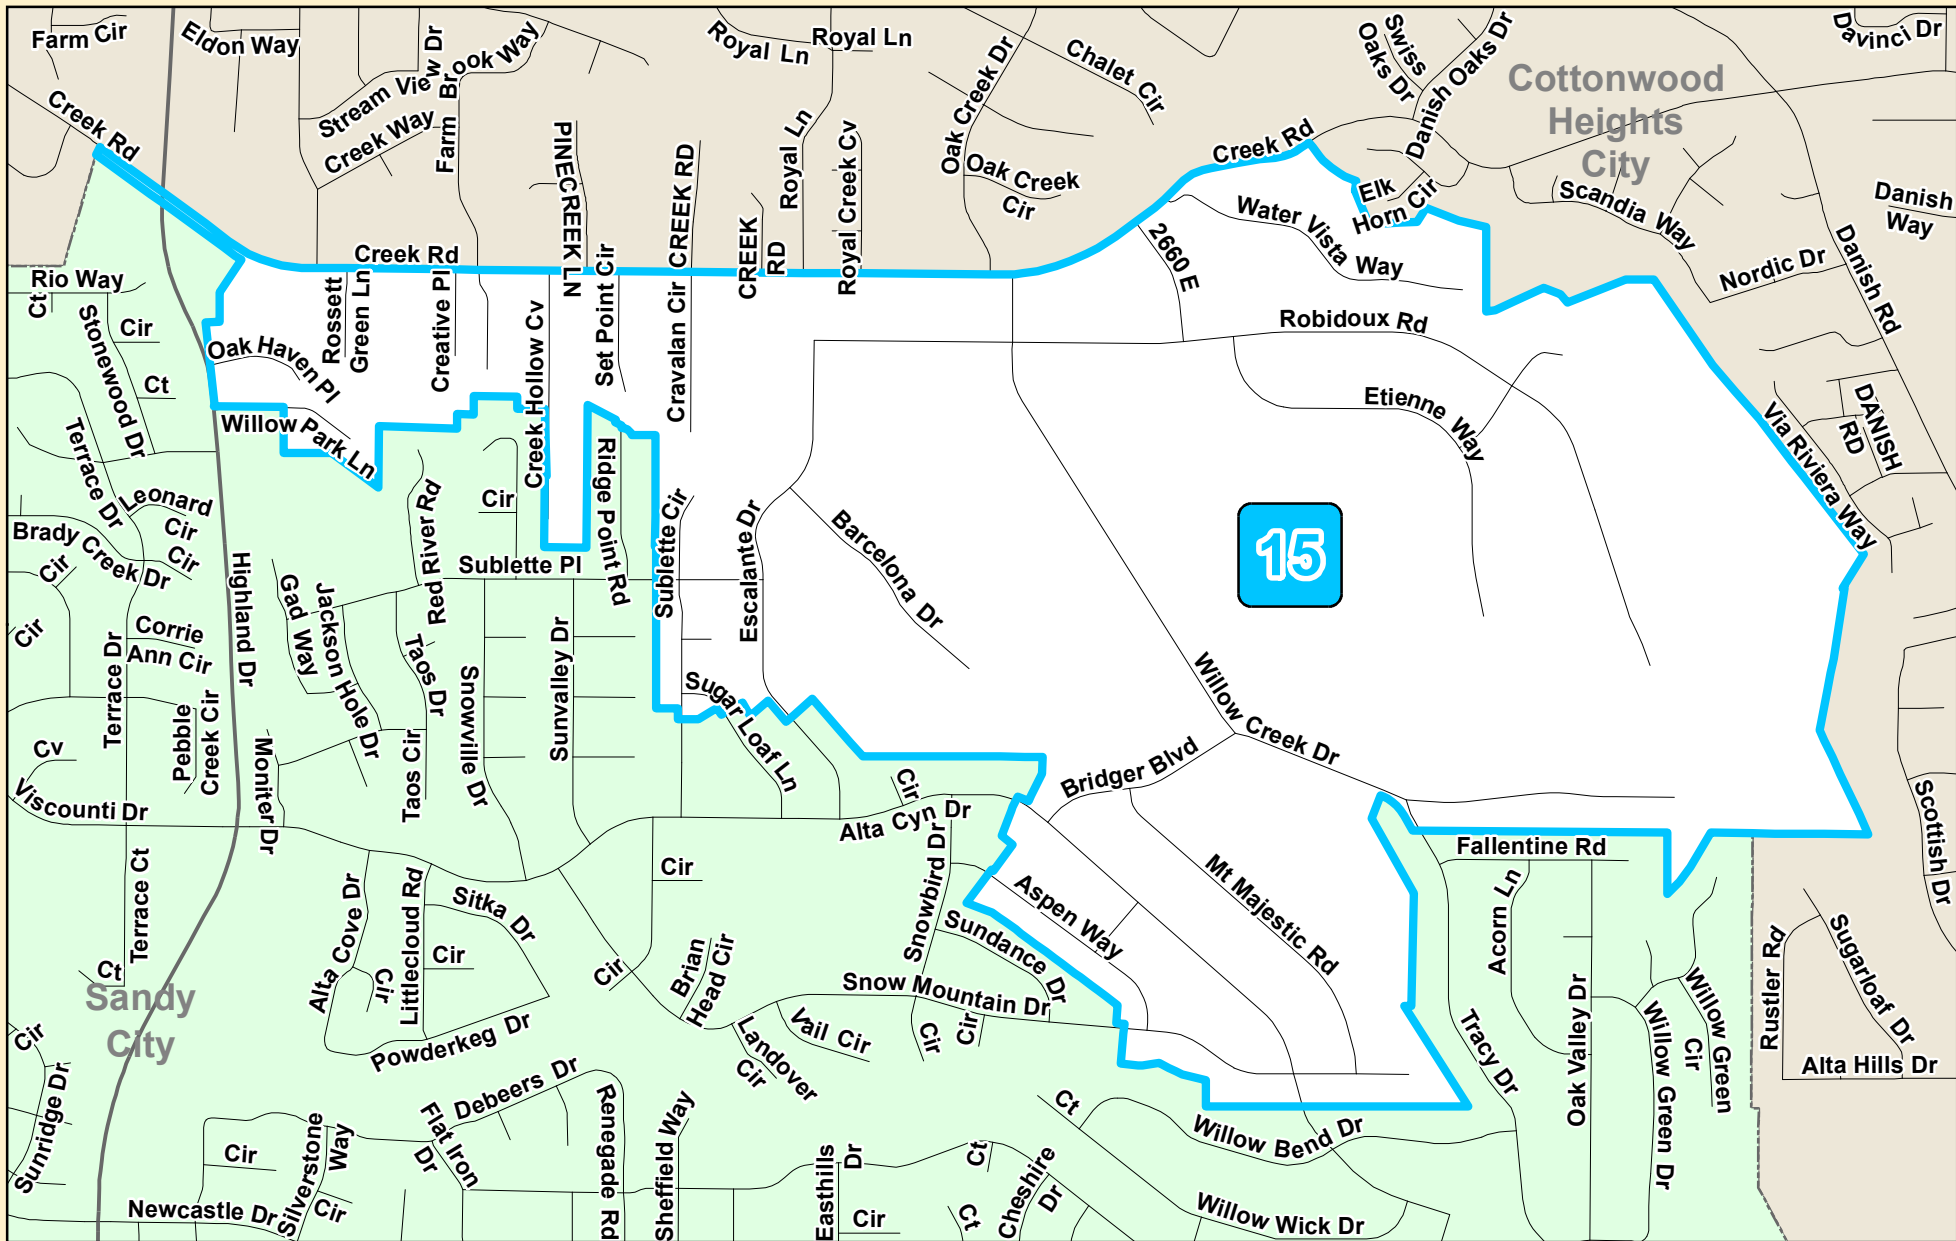 Farm Cir
Eldon Way
Stream View Dr
Farm Brook Way
Royal Ln
Royal Ln
Oak Creek Dr
Chalet Cir
Swiss
Oaks Dr
Danish Oaks Dr
Davinci Dr
Cottonwood
Heights
City
Creek Rd
Creek Way
PINECREEK LN
CREEK RD
Royal Ln
Royal Creek Cv
Oak Creek
Cir
Creek Rd
Elk
Horn Cir
Scandia Way
Danish
Way
Creek Rd
CREEK
RD
Water Vista Way
2660 E
Nordic Dr
Danish Rd
Rio Way
Ct
Stonewood Dr
Cir
Ct
Oak Haven Pl
Rossett
Green Ln
Creative Pl
Creek Hollow Cv
Set Point Cir
Cravalan Cir
Robidoux Rd
Etienne Way
Via Riviera Way
DANISH
RD
Willow Park Ln
Terrace Dr
Leonard
Cir
Cir
Brady Creek Dr
Cir
Cir
Red River Rd
Cir
Ridge Point Rd
Sublette Pl
Sublette Cir
Escalante Dr
Barcelona Dr
15
Highland Dr
Gad Way
Jackson Hole Dr
Taos Dr
Snowville Dr
Sunvalley Dr
Corrie
Ann Cir
Terrace Dr
Pebble
Creek Cir
Cv
Viscounti Dr
Moniter Dr
Taos Cir
Sugar Loaf Ln
Willow Creek Dr
Bridger Blvd
Cir
Alta Cyn Dr
Fallentine Rd
Scottish Dr
Terrace Ct
Ct
Alta Cove Dr
Cir
Littlecloud Rd
Sitka Dr
Cir
Cir
Cir
Brian
Head Cir
Snowbird Dr
Aspen Way
Sundance Dr
Mt Majestic Rd
Acorn Ln
Oak Valley Dr
Rustler Rd
Sugarloaf Dr
Sandy
City
Snow Mountain Dr
Vail Cir
Landover
Cir
Cir
Cir
Powderkeg Dr
Tracy Dr
Willow Green Dr
Willow Green
Cir
Alta Hills Dr
Cir
Sunridge Dr
Debeers Dr
Flat Iron
Dr
Renegade Rd
Sheffield Way
Ct
Willow Bend Dr
Cir
Silverstone
Way
Cir
Newcastle Dr
Easthills
Dr
Cir
Ct
Ct
Cheshire
Dr
Willow Wick Dr